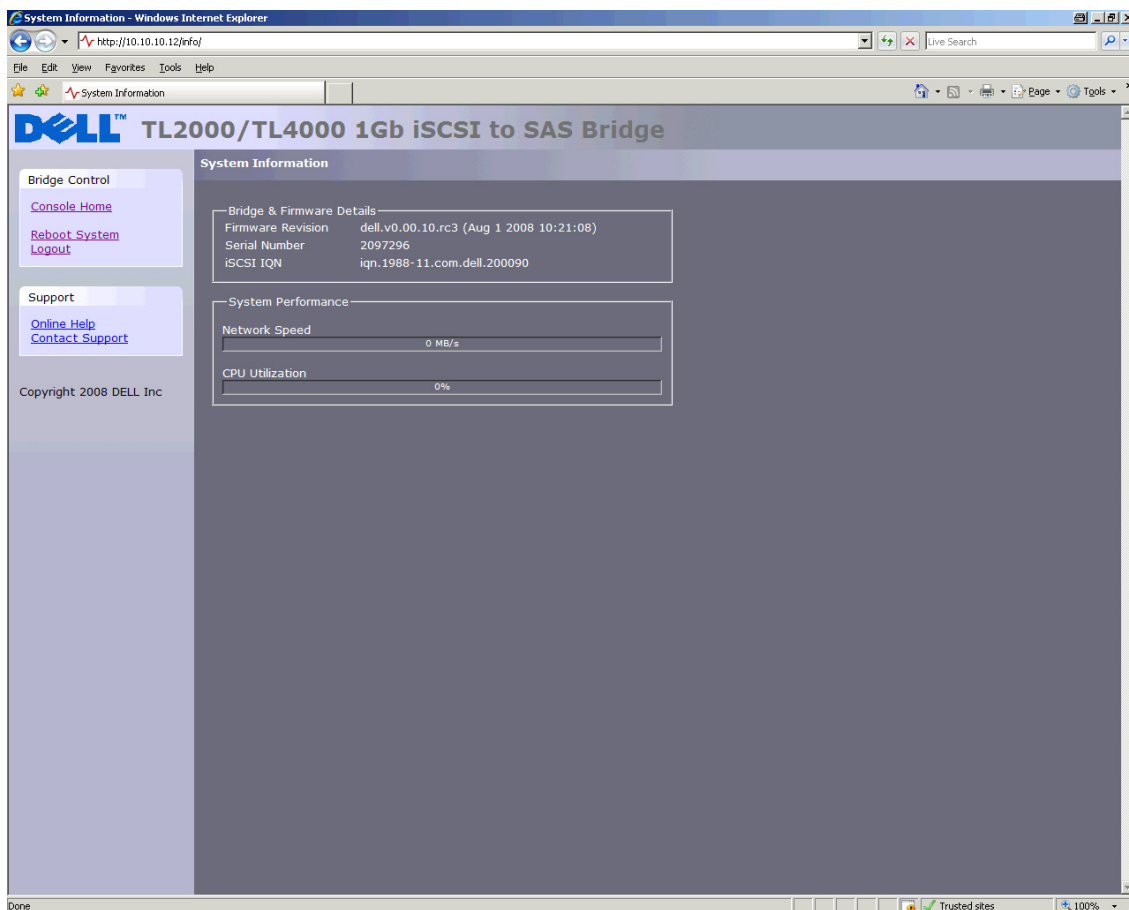 System Information - Windows Internet Explorer
http://10.10.10.12/info/
Live Search
File Edit View Favorites Tools Help
System Information
Page Tools
DELL™ TL2000/TL4000 1Gb iSCSI to SAS Bridge
System Information
Bridge Control
Console Home
Reboot System
Logout
Support
Online Help
Contact Support
Copyright 2008 DELL Inc
Bridge & Firmware Details
Firmware Revision dell.v0.00.10.rc3 (Aug 1 2008 10:21:08)
Serial Number 2097296
iSCSI IQN iqn.1988-11.com.dell.200090
System Performance
Network Speed
0 MB/s
CPU Utilization
0%
Done
Trusted sites
100%